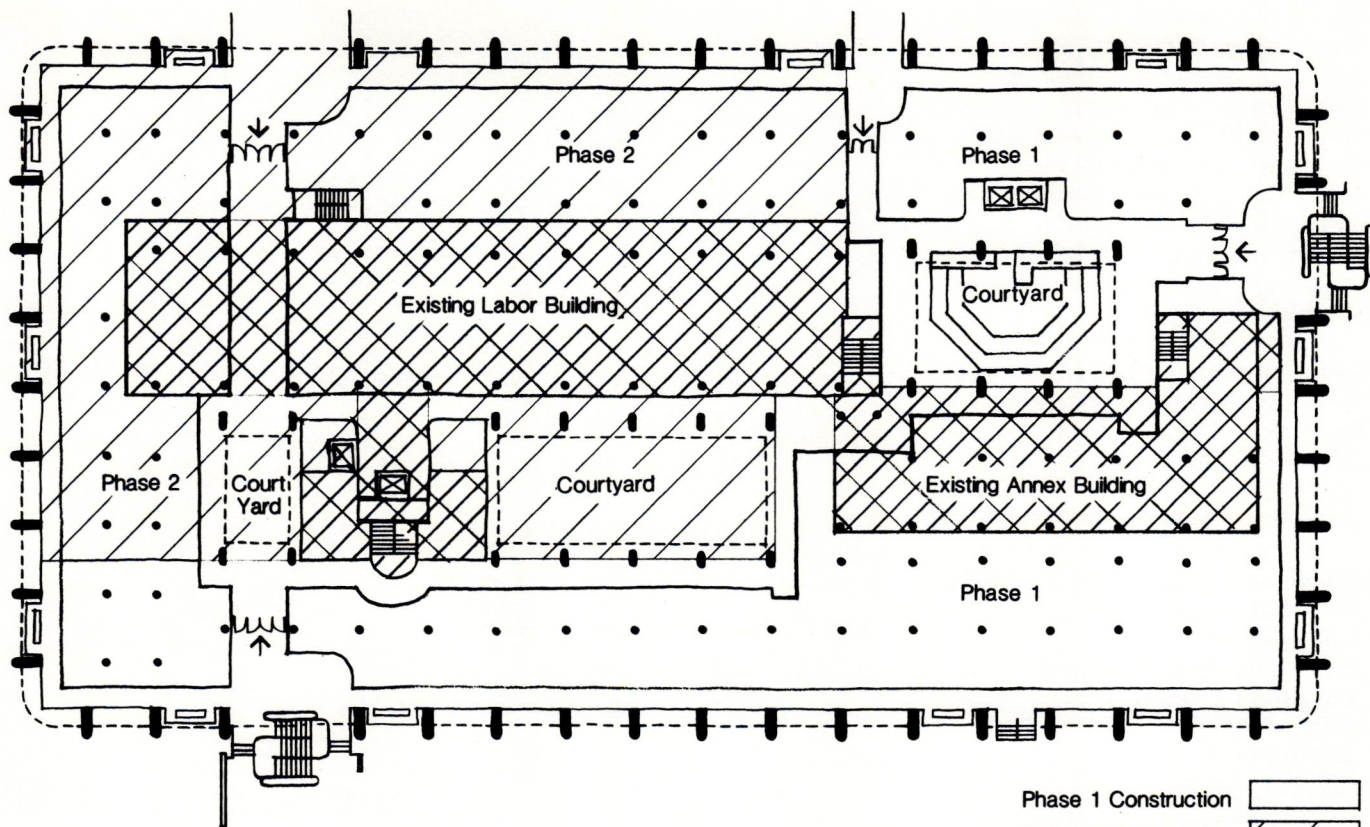 Phase 2
Phase 1
Existing Labor Building
Courtyard
Phase 2
Court
Yard
Courtyard
Existing Annex Building
Phase 1
Phase 1 Construction